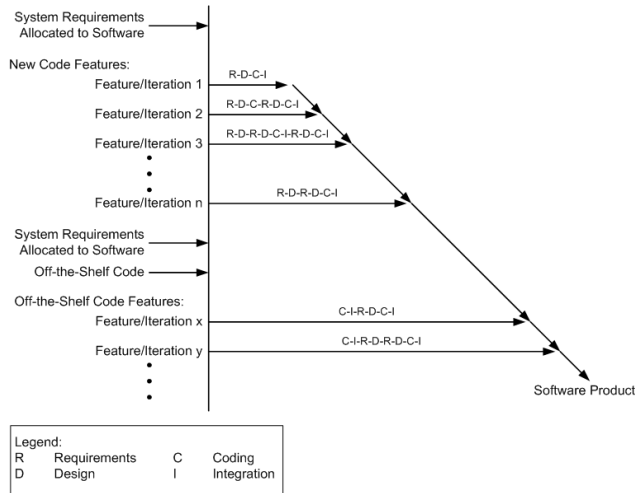 System Requirements
Allocated to Software
New Code Features:
Feature/Iteration 1
R-D-C-I
Feature/Iteration 2
R-D-C-R-D-C-I
Feature/Iteration 3
R-D-R-D-C-I-R-D-C-I
Feature/Iteration n
R-D-R-D-C-I
System Requirements
Allocated to Software
Off-the-Shelf Code
Off-the-Shelf Code Features:
Feature/Iteration x
C-I-R-D-C-I
Feature/Iteration y
C-I-R-D-R-D-C-I
Software Product
Legend:
R Requirements C Coding
D Design I Integration